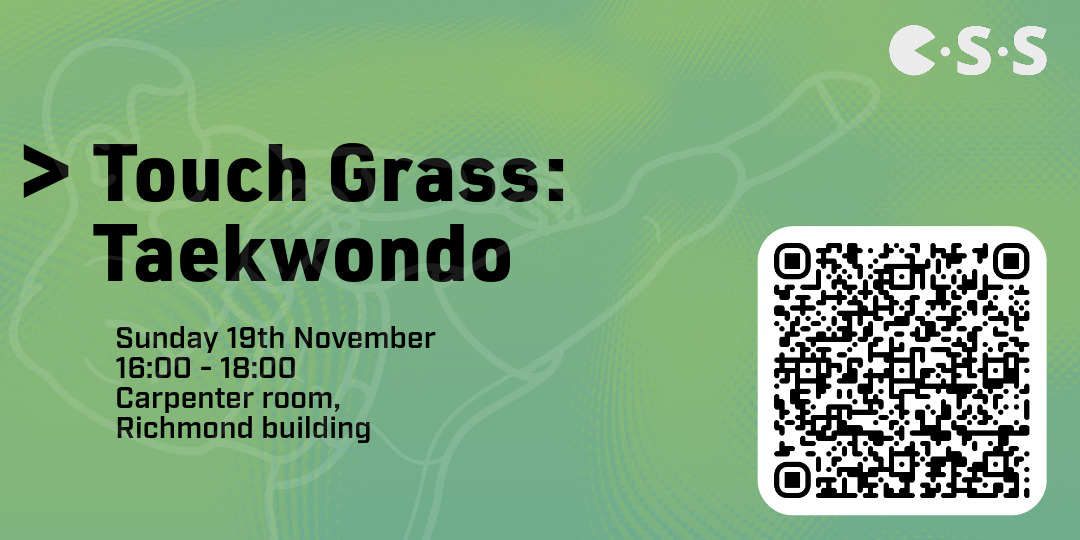 C·S·S
> Touch Grass:
Taekwondo
Sunday 19th November
16:00 - 18:00
Carpenter room,
Richmond building